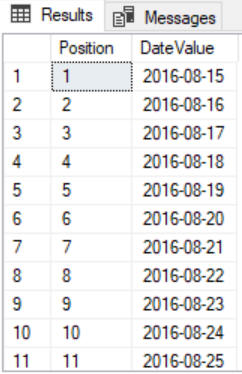 Results Messages
Position DateValue
1 1 2016-08-15
2 2 2016-08-16
3 3 2016-08-17
4 4 2016-08-18
5 5 2016-08-19
6 6 2016-08-20
7 7 2016-08-21
8 8 2016-08-22
9 9 2016-08-23
10 10 2016-08-24
11 11 2016-08-25